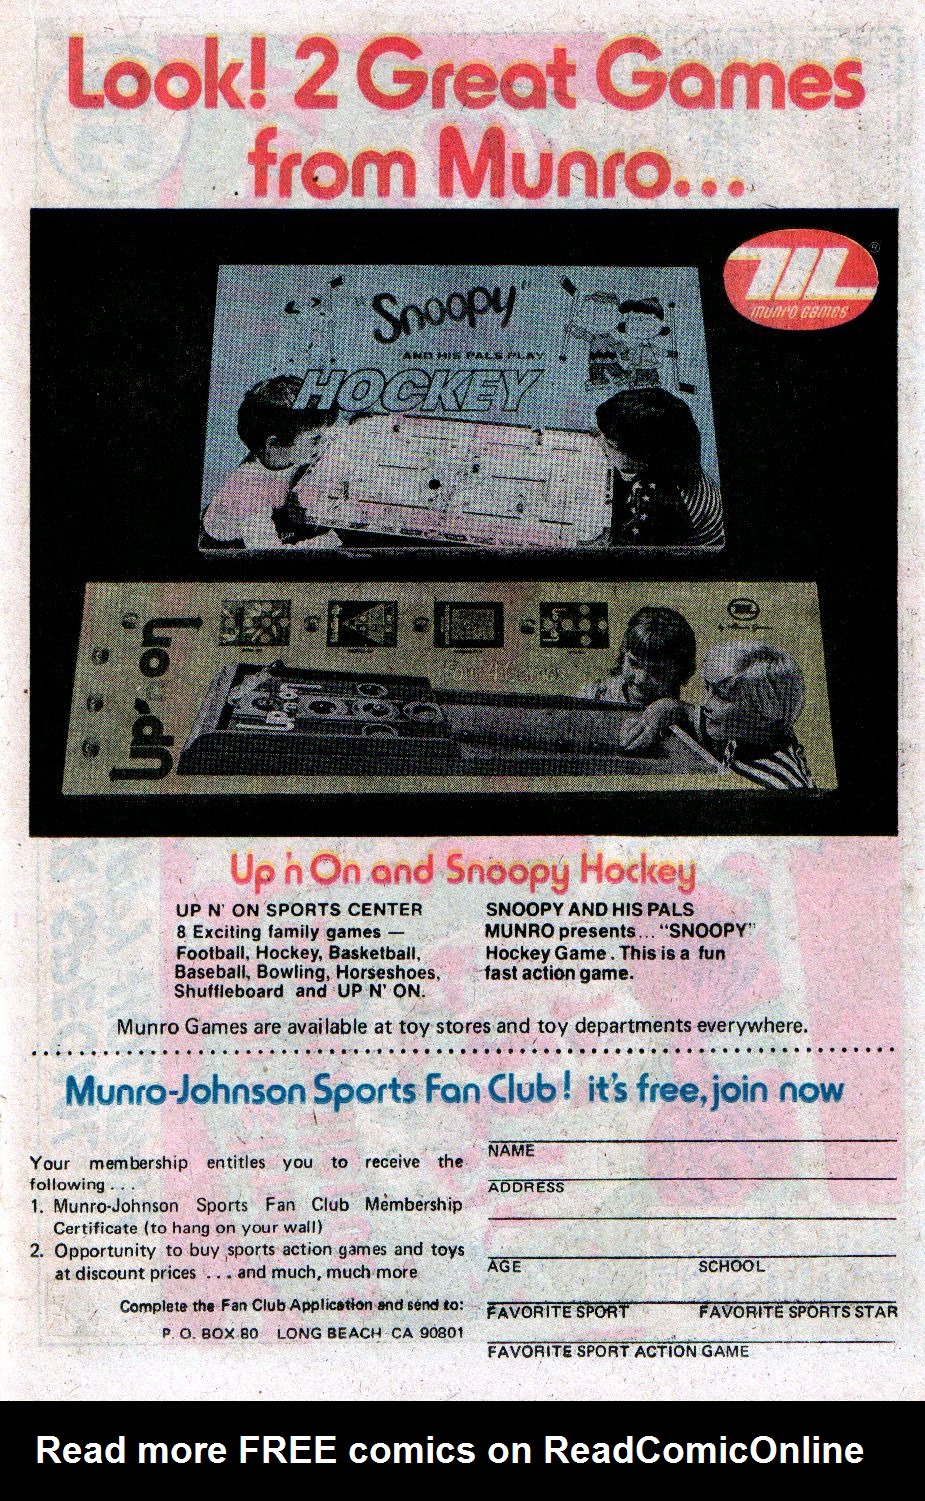 Look! 2 Great Games
from Munro...
munro games
"Snoopy"
AND HIS PALS PLAY
HOCKEY
up 'n on
Up 'n On and Snoopy Hockey
UP N' ON SPORTS CENTER
8 Exciting family games —
Football, Hockey, Basketball,
Baseball, Bowling, Horseshoes,
Shuffleboard and UP N' ON.
SNOOPY AND HIS PALS
MUNRO presents... "SNOOPY"
Hockey Game. This is a fun
fast action game.
Munro Games are available at toy stores and toy departments everywhere.
Munro-Johnson Sports Fan Club! it's free, join now
Your membership entitles you to receive the
following . . .
1. Munro-Johnson Sports Fan Club Membership
Certificate (to hang on your wall)
2. Opportunity to buy sports action games and toys
at discount prices . . . and much, much more
Complete the Fan Club Application and send to:
P. O. BOX 80 LONG BEACH CA 90801
NAME
ADDRESS
AGE SCHOOL
FAVORITE SPORT FAVORITE SPORTS STAR
FAVORITE SPORT ACTION GAME
Read more FREE comics on ReadComicOnline